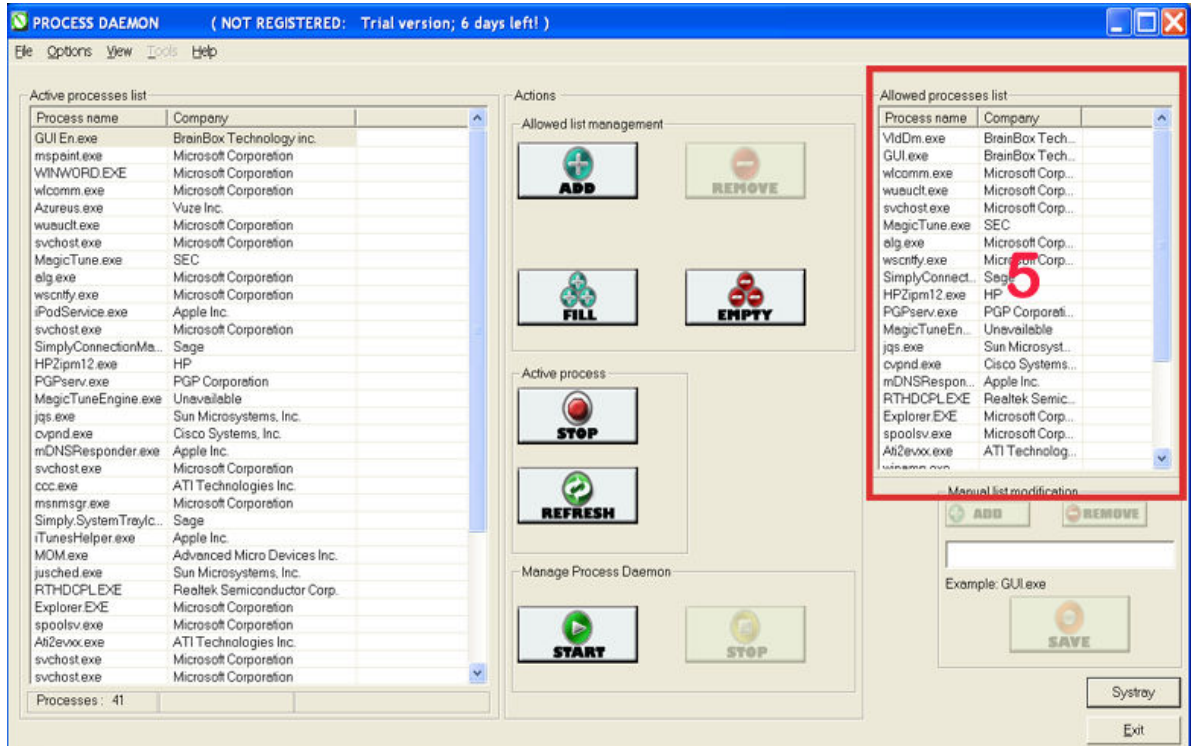 PROCESS DAEMON ( NOT REGISTERED: Trial version; 6 days left! )
File Options View Tools Help
Active processes list
Process name Company
GUI En.exe BrainBox Technology inc.
mspaint.exe Microsoft Corporation
WINWORD.EXE Microsoft Corporation
wlcomm.exe Microsoft Corporation
Azureus.exe Vuze Inc.
wuauclt.exe Microsoft Corporation
svchost.exe Microsoft Corporation
MagicTune.exe SEC
alg.exe Microsoft Corporation
wscntfy.exe Microsoft Corporation
iPodService.exe Apple Inc.
svchost.exe Microsoft Corporation
SimplyConnectionMa... Sage
HPZipm12.exe HP
PGPserv.exe PGP Corporation
MagicTuneEngine.exe Unavailable
jqs.exe Sun Microsystems, Inc.
cvpnd.exe Cisco Systems, Inc.
mDNSResponder.exe Apple Inc.
svchost.exe Microsoft Corporation
ccc.exe ATI Technologies Inc.
msnmsgr.exe Microsoft Corporation
Simply.SystemTrayIc... Sage
iTunesHelper.exe Apple Inc.
MOM.exe Advanced Micro Devices Inc.
jusched.exe Sun Microsystems, Inc.
RTHDCPL.EXE Realtek Semiconductor Corp.
Explorer.EXE Microsoft Corporation
spoolsv.exe Microsoft Corporation
Ati2evxx.exe ATI Technologies Inc.
svchost.exe Microsoft Corporation
svchost.exe Microsoft Corporation
Processes : 41
Actions
Allowed list management
ADD REMOVE
FILL EMPTY
Active process
STOP
REFRESH
Manage Process Daemon
START STOP
Allowed processes list
Process name Company
VldDm.exe BrainBox Tech...
GUI.exe BrainBox Tech...
wlcomm.exe Microsoft Corp...
wuauclt.exe Microsoft Corp...
svchost.exe Microsoft Corp...
MagicTune.exe SEC
alg.exe Microsoft Corp...
wscntfy.exe Microsoft Corp...
SimplyConnect... Sage
5
HPZipm12.exe HP
PGPserv.exe PGP Corporati...
MagicTuneEn... Unavailable
jqs.exe Sun Microsyst...
cvpnd.exe Cisco Systems...
mDNSRespon... Apple Inc.
RTHDCPL.EXE Realtek Semic...
Explorer.EXE Microsoft Corp...
spoolsv.exe Microsoft Corp...
Ati2evxx.exe ATI Technolog...
winamp.exe
Manual list modification
ADD REMOVE
Example: GUI.exe
SAVE
Systray
Exit